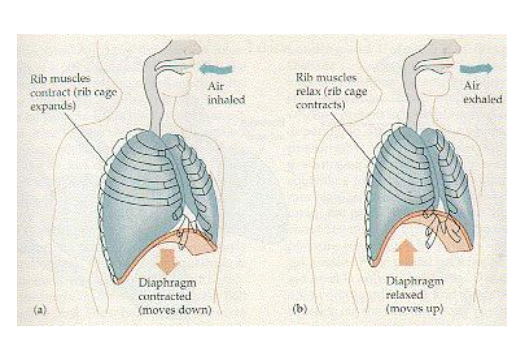 Rib muscles
contract (rib cage
expands)
Air
inhaled
Diaphragm
contracted
(moves down)
(a)
Rib muscles
relax (rib cage
contracts)
Air
exhaled
Diaphragm
relaxed
(moves up)
(b)